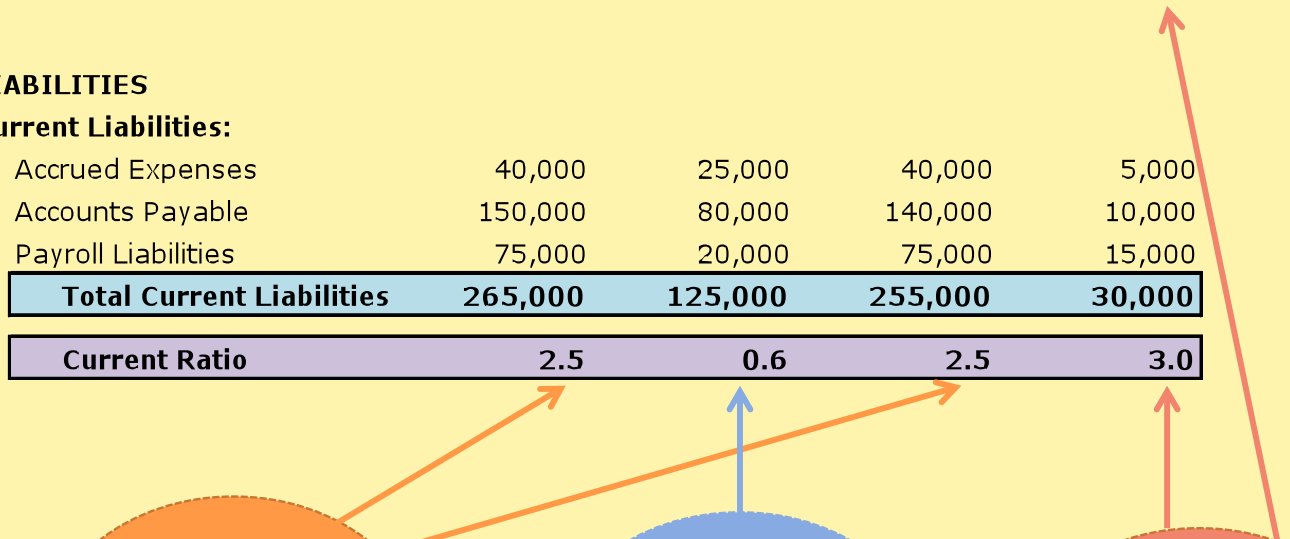 ABILITIES
urrent Liabilities:
Accrued Expenses 40,000 25,000 40,000 5,000
Accounts Payable 150,000 80,000 140,000 10,000
Payroll Liabilities 75,000 20,000 75,000 15,000
Total Current Liabilities 265,000 125,000 255,000 30,000
Current Ratio 2.5 0.6 2.5 3.0